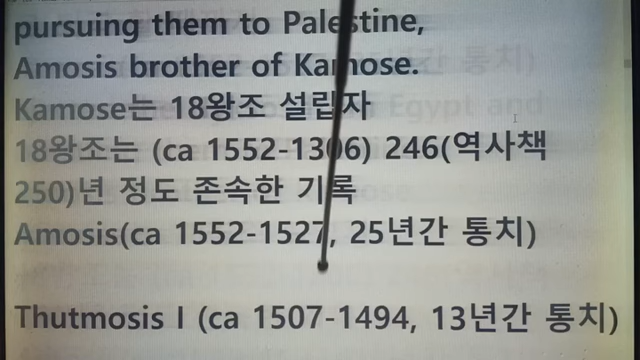 pursuing them to Palestine,
Amosis brother of Kamose.
Kamose는 18왕조 설립자
18왕조는 (ca 1552-1306) 246(역사책
250)년 정도 존속한 기록
Amosis(ca 1552-1527, 25년간 통치)
Thutmosis I (ca 1507-1494, 13년간 통치)